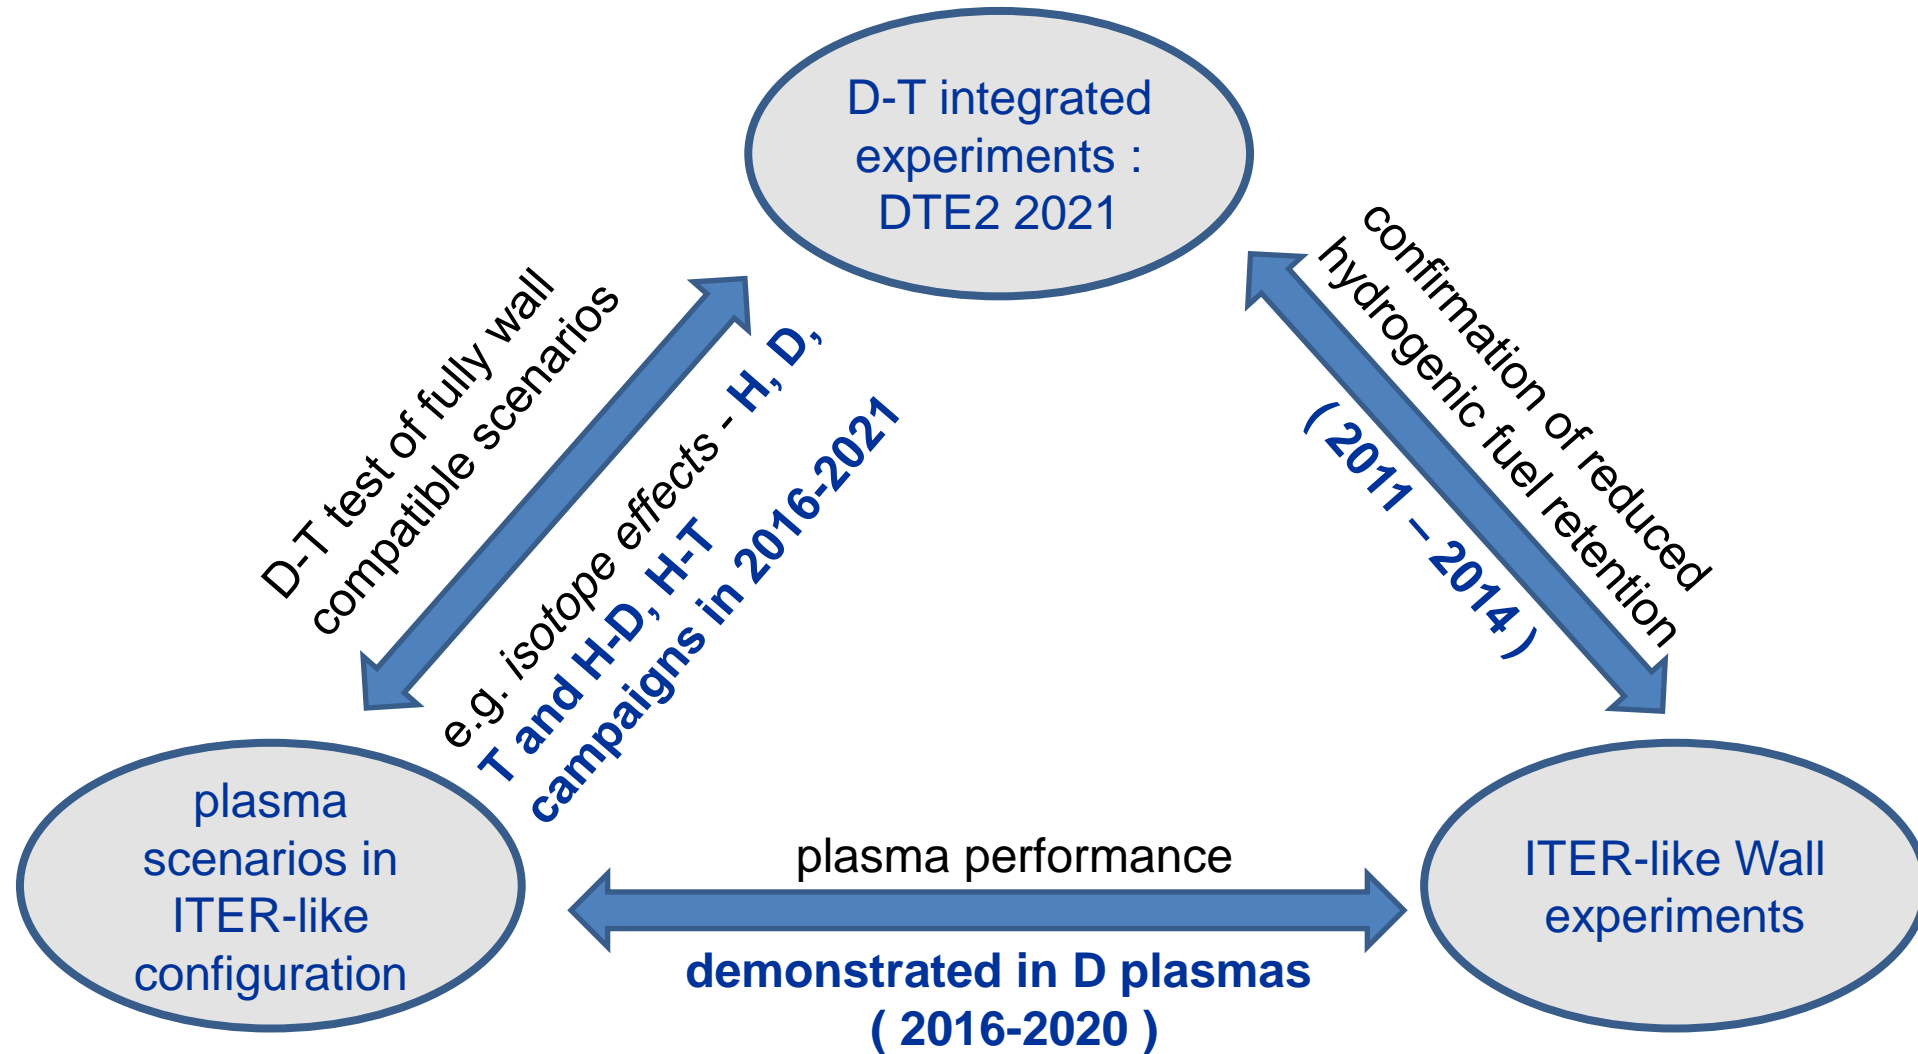 D-T integrated
experiments :
DTE2 2021
D-T test of fully wall
compatible scenarios
e.g. isotope effects - H, D,
T and H-D, H-T
campaigns in 2016-2021
confirmation of reduced
hydrogenic fuel retention
( 2011 – 2014 )
plasma
scenarios in
ITER-like
configuration
plasma performance
demonstrated in D plasmas
( 2016-2020 )
ITER-like Wall
experiments